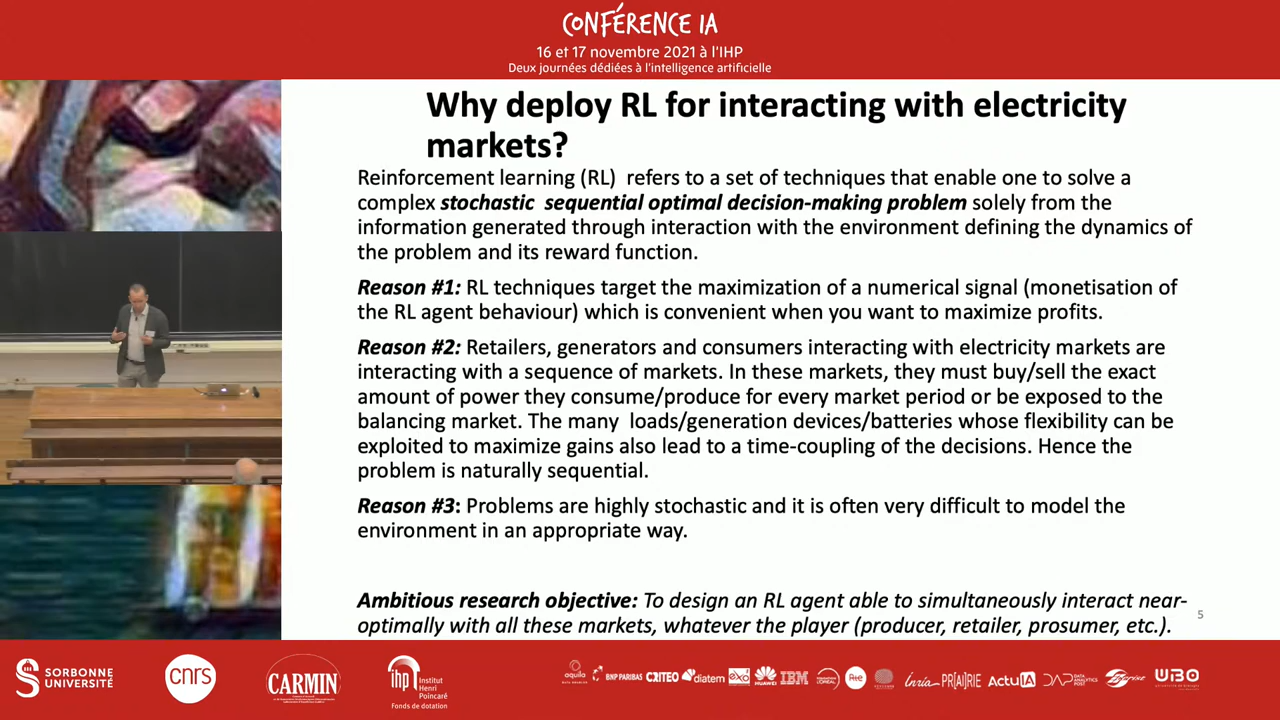 CONFÉRENCE IA
16 et 17 novembre 2021 à l'IHP
Deux journées dédiées à l'intelligence artificielle
Why deploy RL for interacting with electricity
markets?
Reinforcement learning (RL) refers to a set of techniques that enable one to solve a
complex stochastic sequential optimal decision-making problem solely from the
information generated through interaction with the environment defining the dynamics of
the problem and its reward function.
Reason #1: RL techniques target the maximization of a numerical signal (monetisation of
the RL agent behaviour) which is convenient when you want to maximize profits.
Reason #2: Retailers, generators and consumers interacting with electricity markets are
interacting with a sequence of markets. In these markets, they must buy/sell the exact
amount of power they consume/produce for every market period or be exposed to the
balancing market. The many loads/generation devices/batteries whose flexibility can be
exploited to maximize gains also lead to a time-coupling of the decisions. Hence the
problem is naturally sequential.
Reason #3: Problems are highly stochastic and it is often very difficult to model the
environment in an appropriate way.
Ambitious research objective: To design an RL agent able to simultaneously interact near-
optimally with all these markets, whatever the player (producer, retailer, prosumer, etc.).
5
SORBONNE
UNIVERSITÉ
cnrs
CARMIN
ihp
Institut
Henri
Poincaré
Fonds de dotation
aquila
BNP PARIBAS
CRITEO
diatem
exo
HUAWEI
IBM
Rte
Inria
PR[AI]RIE
ActuIA
DAP
UBO